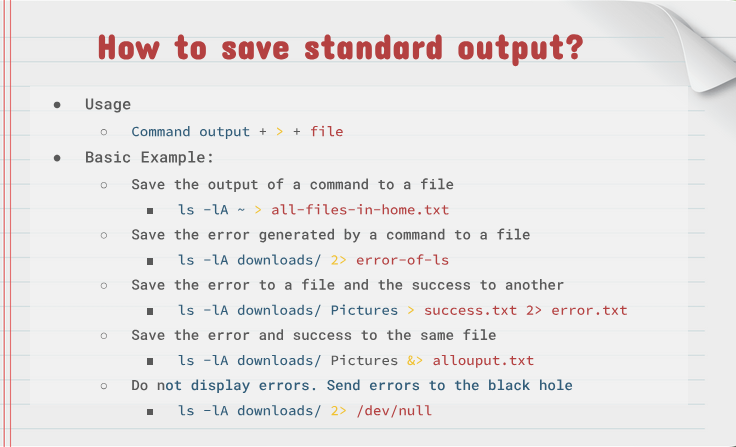 How to save standard output?
● Usage
○ Command output + > + file
● Basic Example:
○ Save the output of a command to a file
■ ls -lA ~ > all-files-in-home.txt
○ Save the error generated by a command to a file
■ ls -lA downloads/ 2> error-of-ls
○ Save the error to a file and the success to another
■ ls -lA downloads/ Pictures > success.txt 2> error.txt
○ Save the error and success to the same file
■ ls -lA downloads/ Pictures &> allouput.txt
○ Do not display errors. Send errors to the black hole
■ ls -lA downloads/ 2> /dev/null